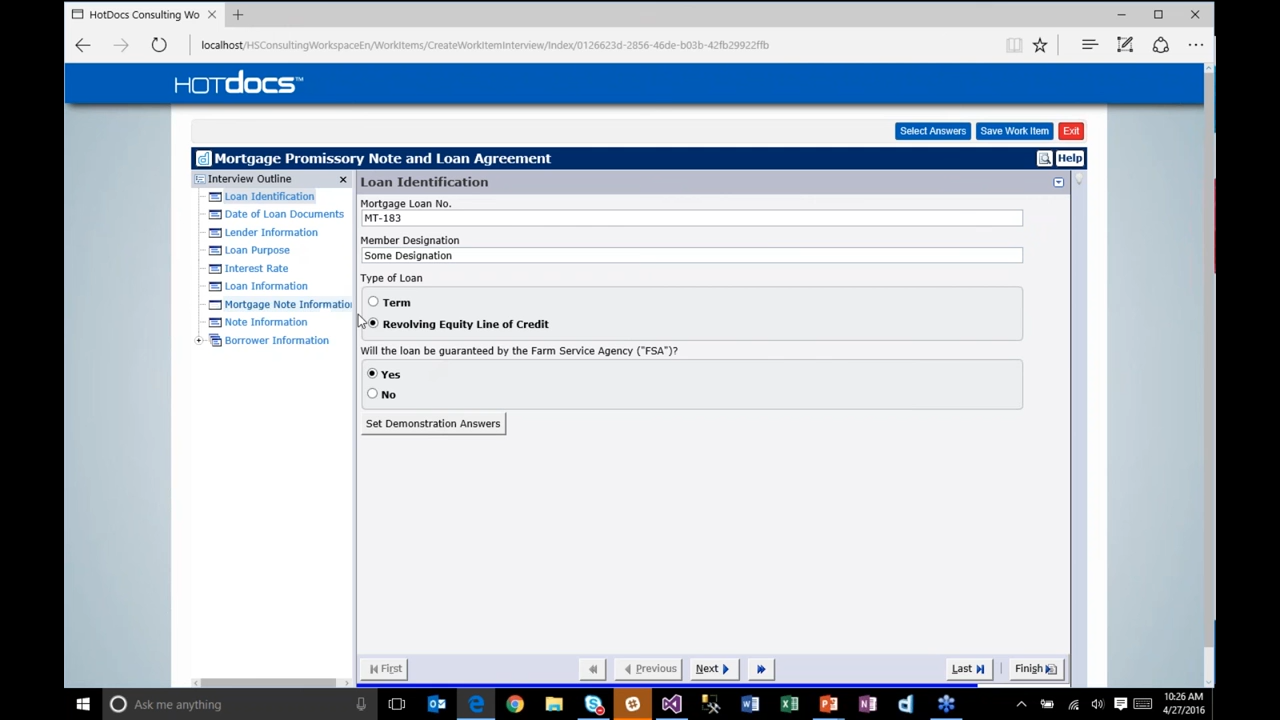 HotDocs Consulting Wo
localhost/HSConsultingWorkspaceEn/WorkItems/CreateWorkItemInterview/Index/0126623d-2856-46de-b03b-42fb29922ffb
HOTdocs™
Select Answers Save Work Item Exit
Mortgage Promissory Note and Loan Agreement Help
Interview Outline
Loan Identification
Date of Loan Documents
Lender Information
Loan Purpose
Interest Rate
Loan Information
Mortgage Note Informatio
Note Information
Borrower Information
Loan Identification
Mortgage Loan No.
MT-183
Member Designation
Some Designation
Type of Loan
Term
Revolving Equity Line of Credit
Will the loan be guaranteed by the Farm Service Agency ("FSA")?
Yes
No
Set Demonstration Answers
First Previous Next Last Finish
Ask me anything
10:26 AM
4/27/2016